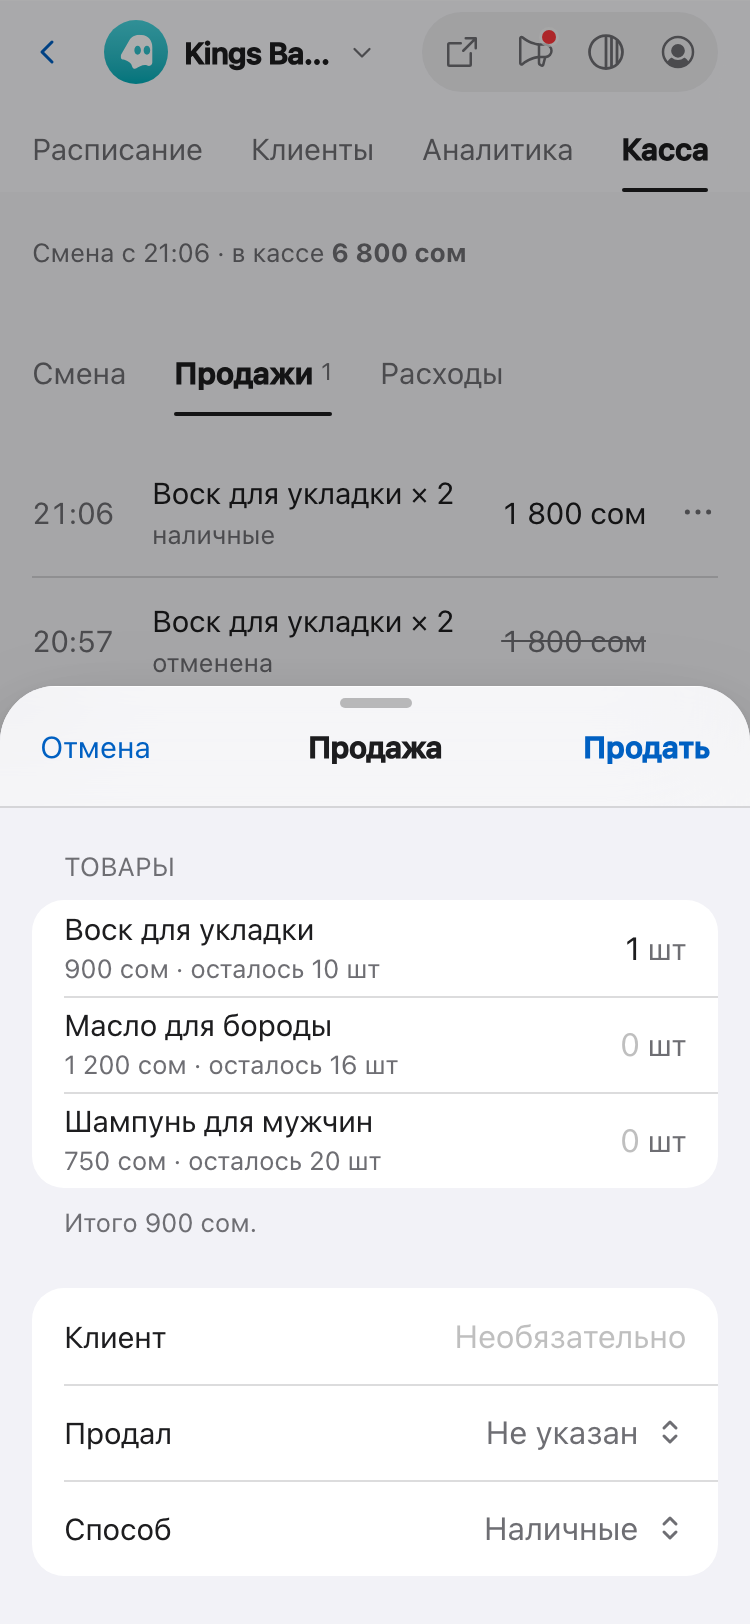 Kings Ba...
Расписание Клиенты Аналитика Касса
Смена с 21:06 · в кассе 6 800 сом
Смена Продажи 1 Расходы
21:06 Воск для укладки × 2 1 800 сом ···
наличные
20:57 Воск для укладки × 2 1 800 сом
отменена
Отмена Продажа Продать
ТОВАРЫ
Воск для укладки 1 шт
900 сом · осталось 10 шт
Масло для бороды 0 шт
1 200 сом · осталось 16 шт
Шампунь для мужчин 0 шт
750 сом · осталось 20 шт
Итого 900 сом.
Клиент Необязательно
Продал Не указан
Способ Наличные